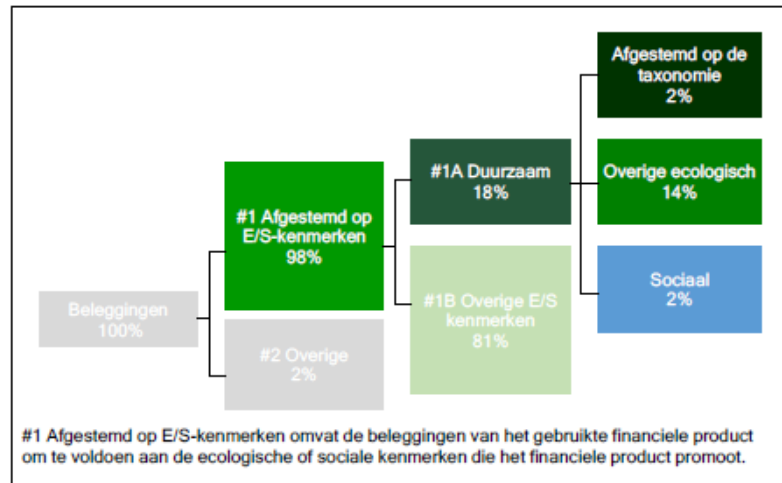 Afgestemd op de
taxonomie
2%
#1A Duurzaam
18%
Overige ecologisch
14%
#1 Afgestemd op
E/S-kenmerken
98%
Sociaal
2%
#1B Overige E/S
kenmerken
81%
Beleggingen
100%
#2 Overige
2%
#1 Afgestemd op E/S-kenmerken omvat de beleggingen van het gebruikte financiele product
om te voldoen aan de ecologische of sociale kenmerken die het financiele product promoot.